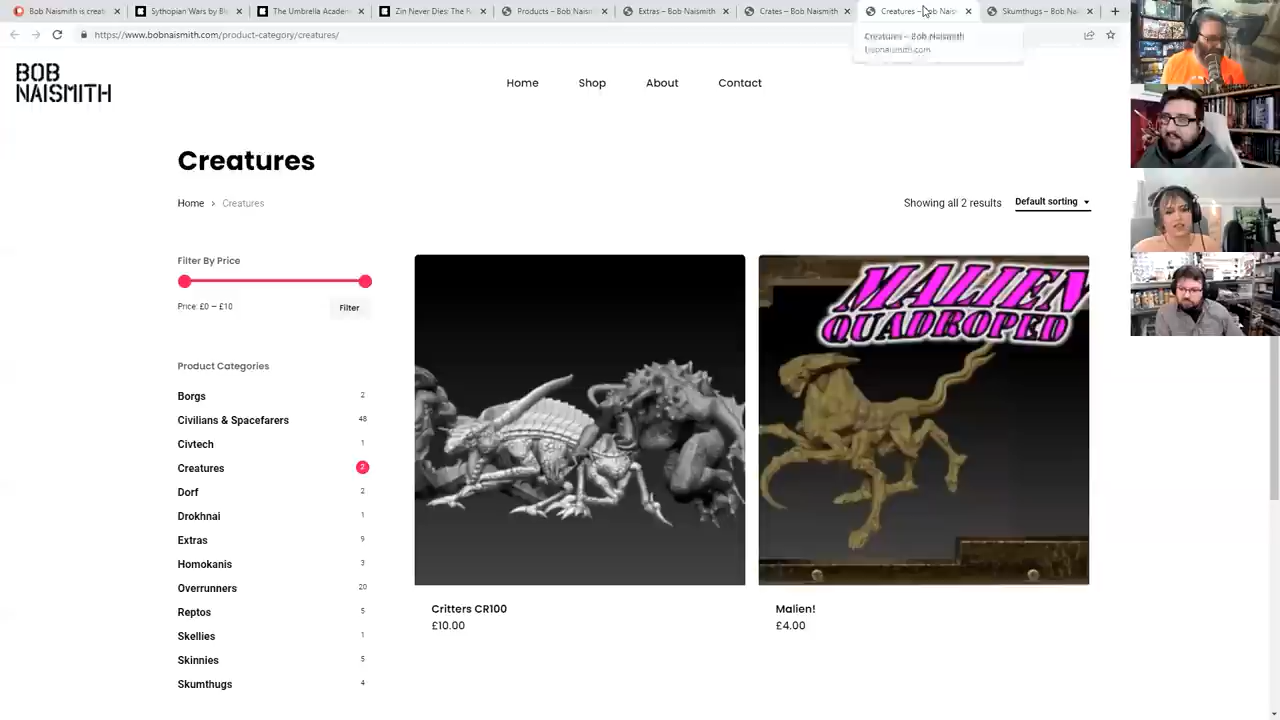 Bob Naismith is creat
Sythopian Wars by Bl
The Umbrella Academ
Zin Never Dies: The R
Products – Bob Naismi
Extras – Bob Naismith
Crates – Bob Naismith
Creatures – Bob Nais
Skumthugs – Bob Nai
https://www.bobnaismith.com/product-category/creatures/
Creatures – Bob Naismith
bobnaismith.com
BOB
NAISMITH
Home
Shop
About
Contact
Creatures
Home > Creatures
Showing all 2 results
Default sorting
Filter By Price
Price: £0 — £10
Filter
Product Categories
Borgs 2
Civilians & Spacefarers 48
Civtech 1
Creatures 2
Dorf 2
Drokhnai 1
Extras 9
Homokanis 3
Overrunners 20
Reptos 5
Skellies 1
Skinnies 5
Skumthugs 4
MALIEN
QUADROPED
Critters CR100
£10.00
Malien!
£4.00